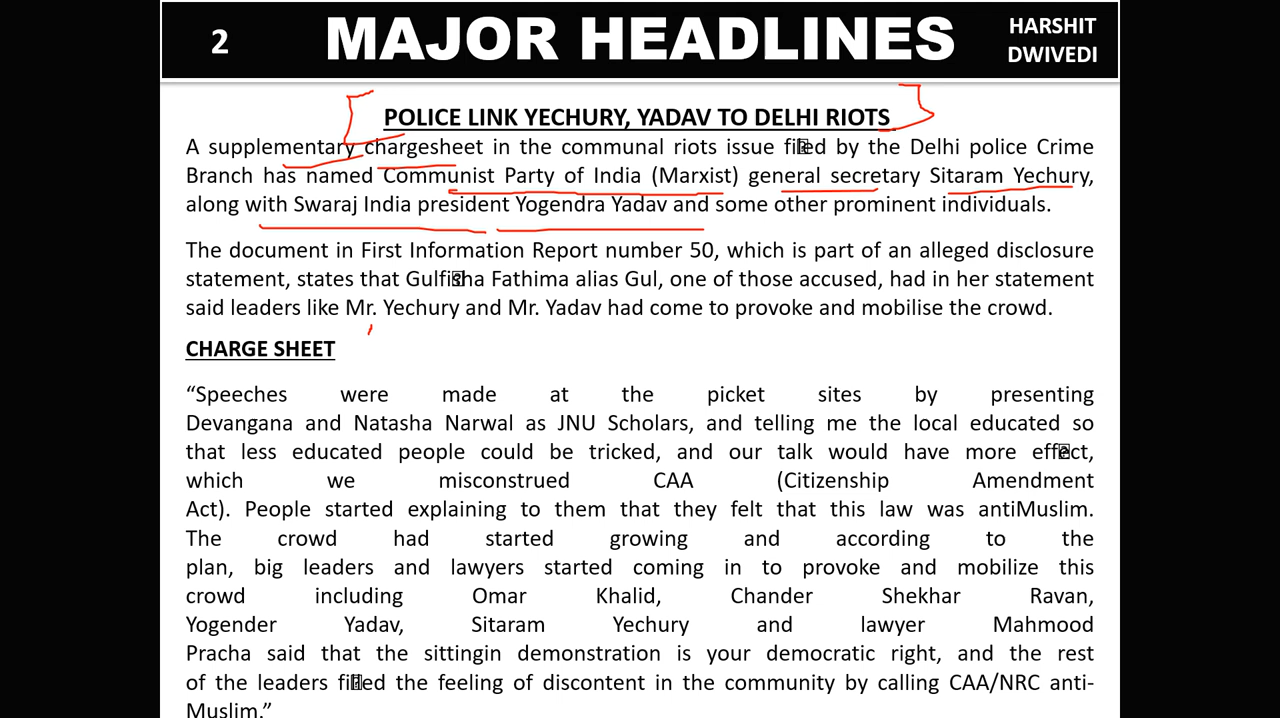 2
MAJOR HEADLINES
HARSHIT
DWIVEDI
POLICE LINK YECHURY, YADAV TO DELHI RIOTS
A supplementary chargesheet in the communal riots issue filed by the Delhi police Crime
Branch has named Communist Party of India (Marxist) general secretary Sitaram Yechury,
along with Swaraj India president Yogendra Yadav and some other prominent individuals.
The document in First Information Report number 50, which is part of an alleged disclosure
statement, states that Gulfisha Fathima alias Gul, one of those accused, had in her statement
said leaders like Mr. Yechury and Mr. Yadav had come to provoke and mobilise the crowd.
CHARGE SHEET
“Speeches were made at the picket sites by presenting
Devangana and Natasha Narwal as JNU Scholars, and telling me the local educated so
that less educated people could be tricked, and our talk would have more effect,
which we misconstrued CAA (Citizenship Amendment
Act). People started explaining to them that they felt that this law was antiMuslim.
The crowd had started growing and according to the
plan, big leaders and lawyers started coming in to provoke and mobilize this
crowd including Omar Khalid, Chander Shekhar Ravan,
Yogender Yadav, Sitaram Yechury and lawyer Mahmood
Pracha said that the sittingin demonstration is your democratic right, and the rest
of the leaders filled the feeling of discontent in the community by calling CAA/NRC anti-
Muslim.”